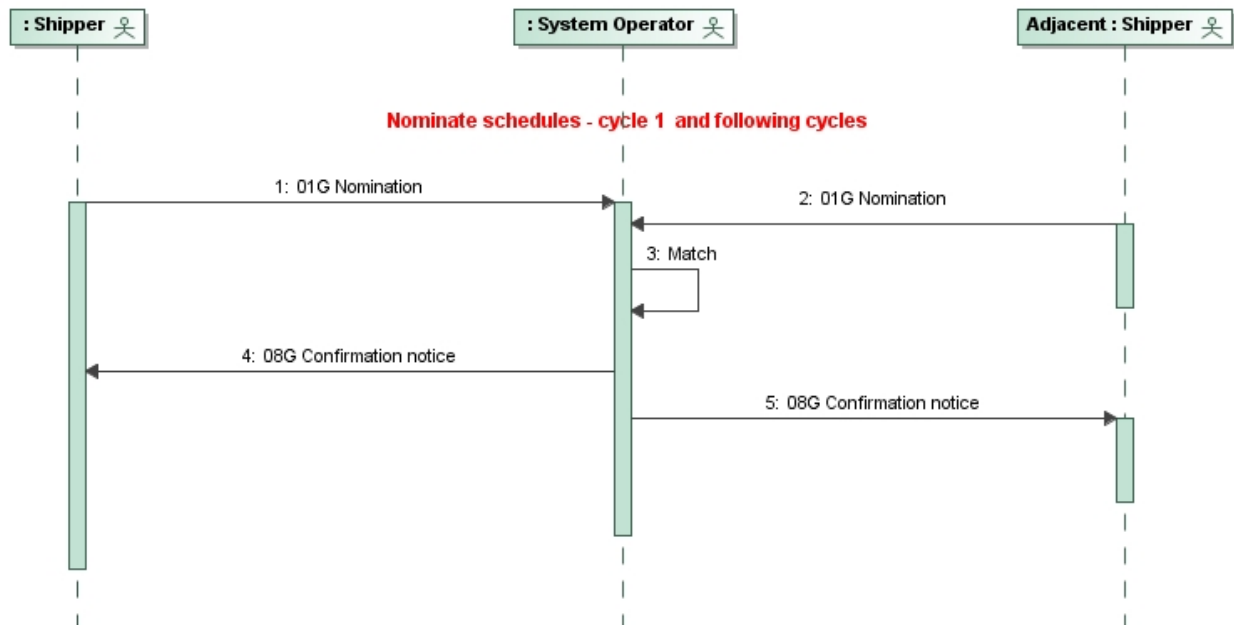 : Shipper
: System Operator
Adjacent : Shipper
Nominate schedules - cycle 1 and following cycles
1: 01G Nomination
2: 01G Nomination
3: Match
4: 08G Confirmation notice
5: 08G Confirmation notice